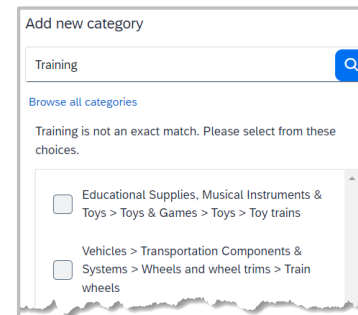 Add new category
Training
Browse all categories
Training is not an exact match. Please select from these
choices.
Educational Supplies, Musical Instruments &
Toys > Toys & Games > Toys > Toy trains
Vehicles > Transportation Components &
Systems > Wheels and wheel trims > Train
wheels